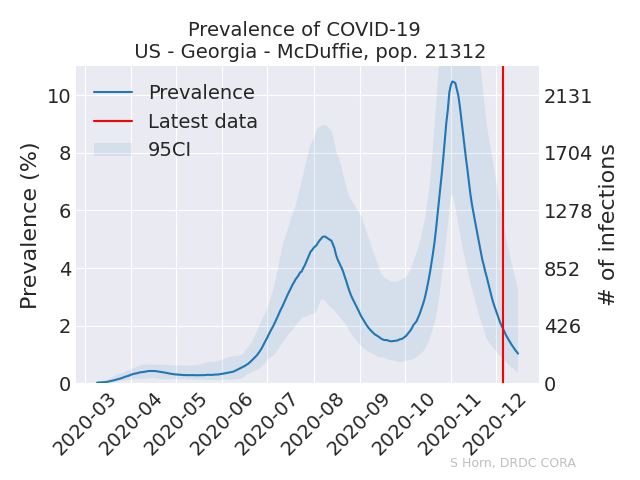 Prevalence of COVID-19
US - Georgia - McDuffie, pop. 21312
Prevalence
Latest data
95CI
Prevalence (%)
10
8
6
4
2
0
2131
1704
1278
852
426
0
# of infections
2020-03
2020-04
2020-05
2020-06
2020-07
2020-08
2020-09
2020-10
2020-11
2020-12
S Horn, DRDC CORA